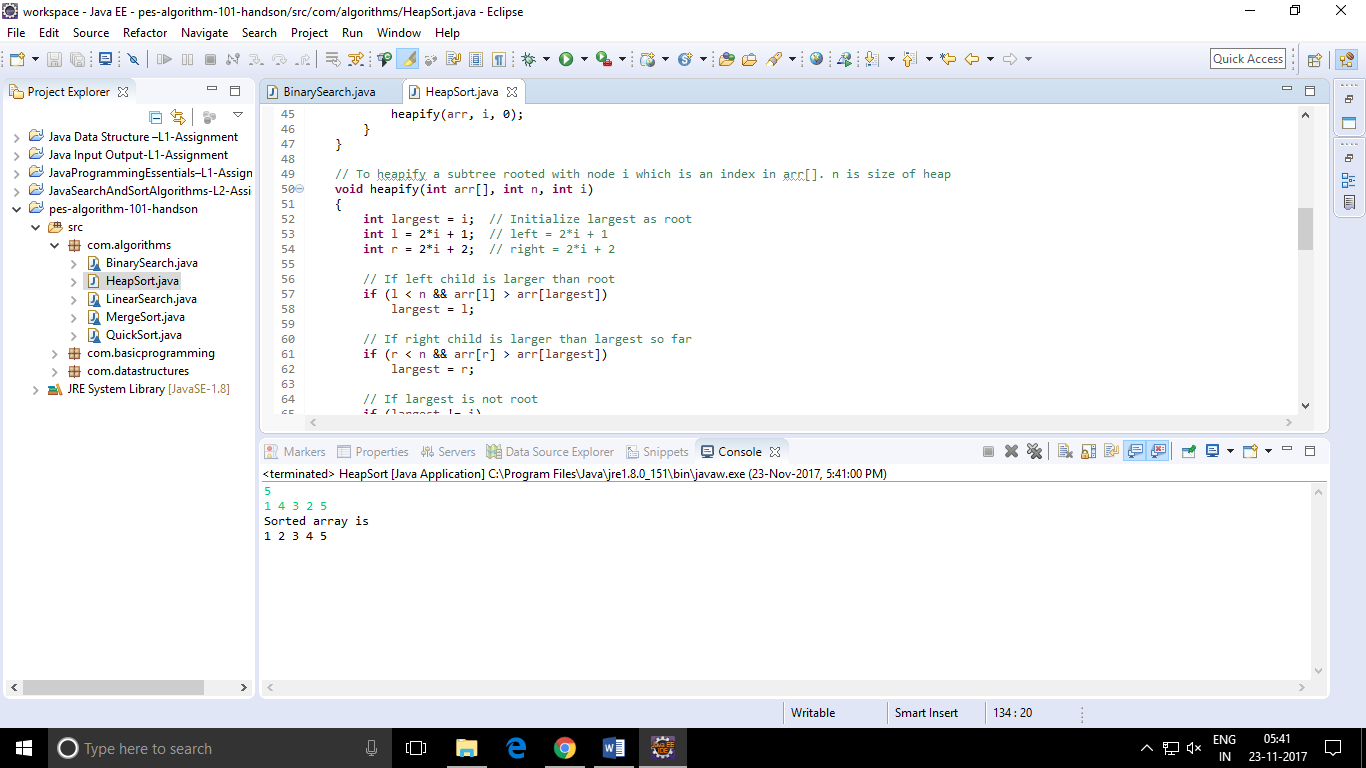 workspace - Java EE - pes-algorithm-101-handson/src/com/algorithms/HeapSort.java - Eclipse
File Edit Source Refactor Navigate Search Project Run Window Help
Quick Access
Project Explorer
Java Data Structure –L1-Assignment
Java Input Output-L1-Assignment
JavaProgrammingEssentials–L1-Assign
JavaSearchAndSortAlgorithms-L2-Assi
pes-algorithm-101-handson
src
com.algorithms
BinarySearch.java
HeapSort.java
LinearSearch.java
MergeSort.java
QuickSort.java
com.basicprogramming
com.datastructures
JRE System Library [JavaSE-1.8]
BinarySearch.java HeapSort.java
45 heapify(arr, i, 0);
46 }
47 }
48
49 // To heapify a subtree rooted with node i which is an index in arr[]. n is size of heap
50 void heapify(int arr[], int n, int i)
51 {
52 int largest = i; // Initialize largest as root
53 int l = 2*i + 1; // left = 2*i + 1
54 int r = 2*i + 2; // right = 2*i + 2
55
56 // If left child is larger than root
57 if (l < n && arr[l] > arr[largest])
58 largest = l;
59
60 // If right child is larger than largest so far
61 if (r < n && arr[r] > arr[largest])
62 largest = r;
63
64 // If largest is not root
65 if (largest != i)
Markers Properties Servers Data Source Explorer Snippets Console
<terminated> HeapSort [Java Application] C:\Program Files\Java\jre1.8.0_151\bin\javaw.exe (23-Nov-2017, 5:41:00 PM)
5
1 4 3 2 5
Sorted array is
1 2 3 4 5
Writable Smart Insert 134 : 20
Type here to search
ENG
IN
05:41
23-11-2017